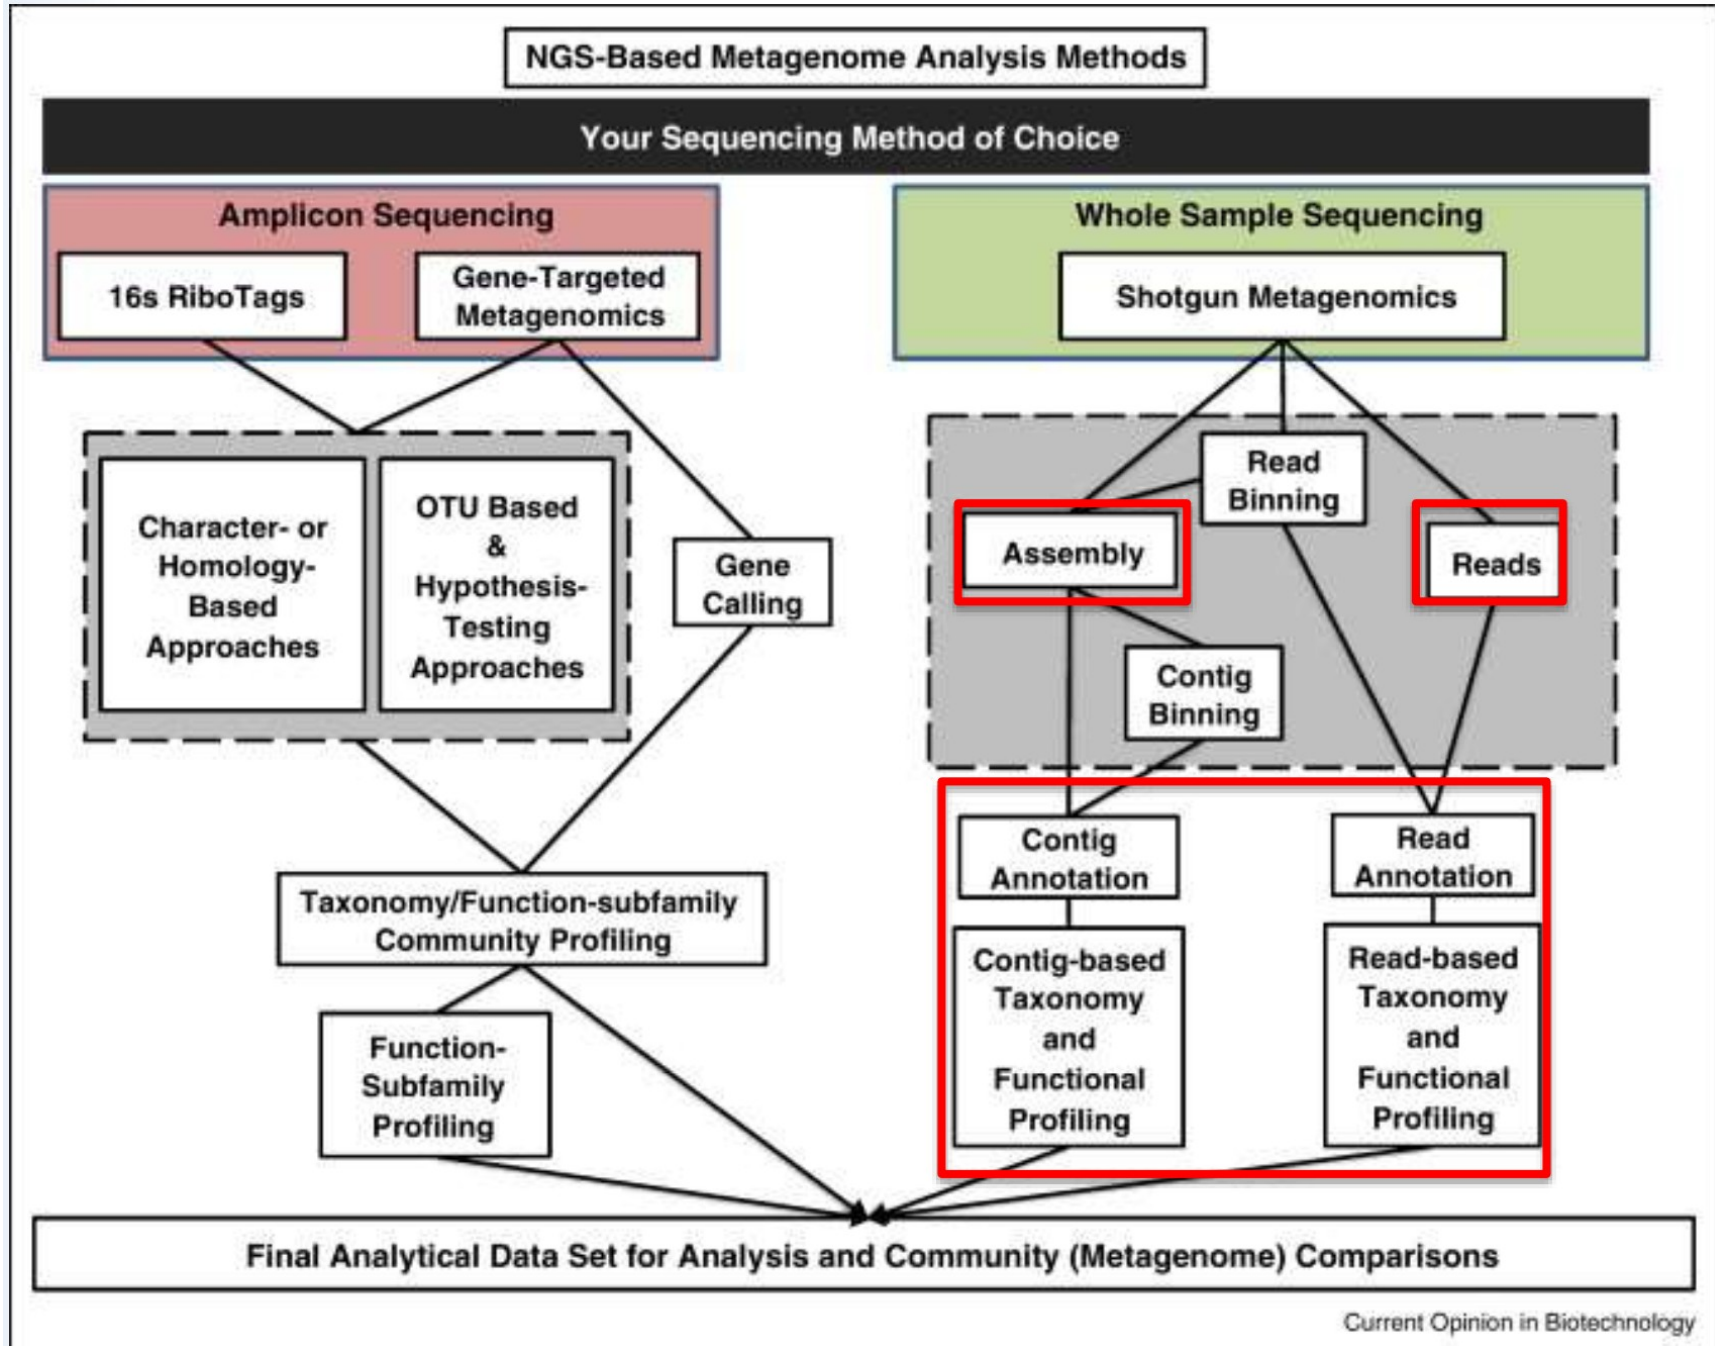 NGS-Based Metagenome Analysis Methods
Your Sequencing Method of Choice
Amplicon Sequencing
16s RiboTags
Gene-Targeted
Metagenomics
Whole Sample Sequencing
Shotgun Metagenomics
Character- or
Homology-
Based
Approaches
OTU Based
&
Hypothesis-
Testing
Approaches
Gene
Calling
Read
Binning
Assembly
Reads
Contig
Binning
Taxonomy/Function-subfamily
Community Profiling
Function-
Subfamily
Profiling
Contig
Annotation
Read
Annotation
Contig-based
Taxonomy
and
Functional
Profiling
Read-based
Taxonomy
and
Functional
Profiling
Final Analytical Data Set for Analysis and Community (Metagenome) Comparisons
Current Opinion in Biotechnology